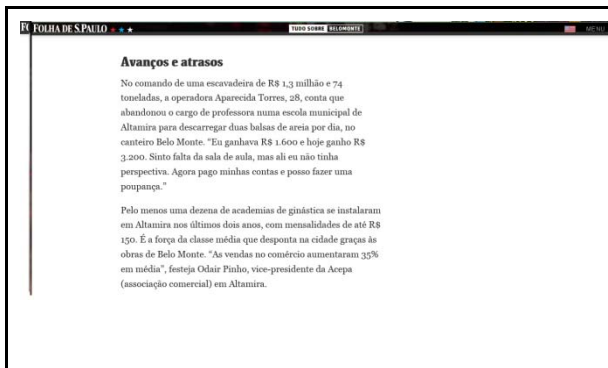 FC FOLHA DE S.PAULO
TUDO SOBRE BELOMONTE
MENU
Avanços e atrasos
No comando de uma escavadeira de R$ 1,3 milhão e 74
toneladas, a operadora Aparecida Torres, 28, conta que
abandonou o cargo de professora numa escola municipal de
Altamira para descarregar duas balsas de areia por dia, no
canteiro Belo Monte. "Eu ganhava R$ 1.600 e hoje ganho R$
3.200. Sinto falta da sala de aula, mas ali eu não tinha
perspectiva. Agora pago minhas contas e posso fazer uma
poupança."
Pelo menos uma dezena de academias de ginástica se instalaram
em Altamira nos últimos dois anos, com mensalidades de até R$
150. É a força da classe média que desponta na cidade graças às
obras de Belo Monte. "As vendas no comércio aumentaram 35%
em média", festeja Odair Pinho, vice-presidente da Acepa
(associação comercial) em Altamira.